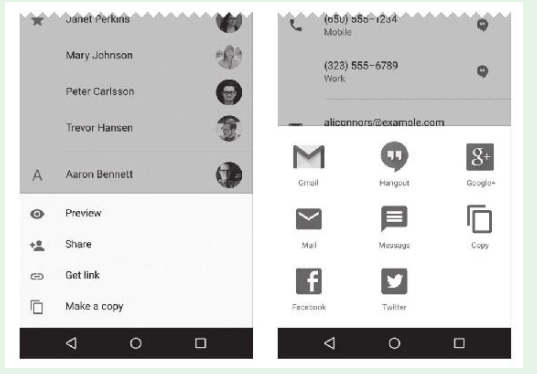 Janet Perkins
Mary Johnson
Peter Carlsson
Trevor Hansen
A Aaron Bennett
Preview
Share
Get link
Make a copy
(650) 555-1234
Mobile
(323) 555-6789
Work
aliconnors@example.com
Gmail Hangout Google+
Mail Message Copy
Facebook Twitter